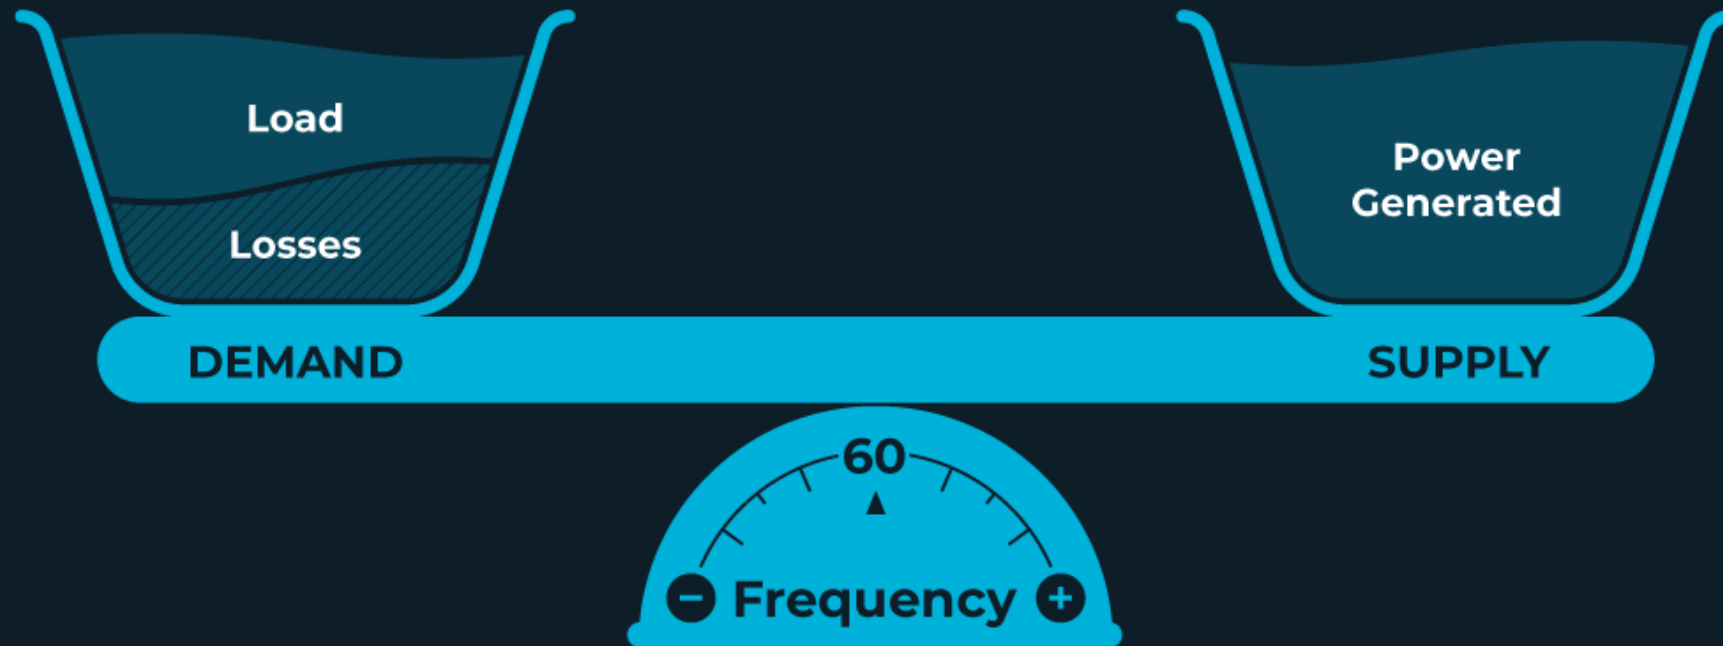 Load
Losses
Power
Generated
DEMAND
SUPPLY
60
− Frequency +